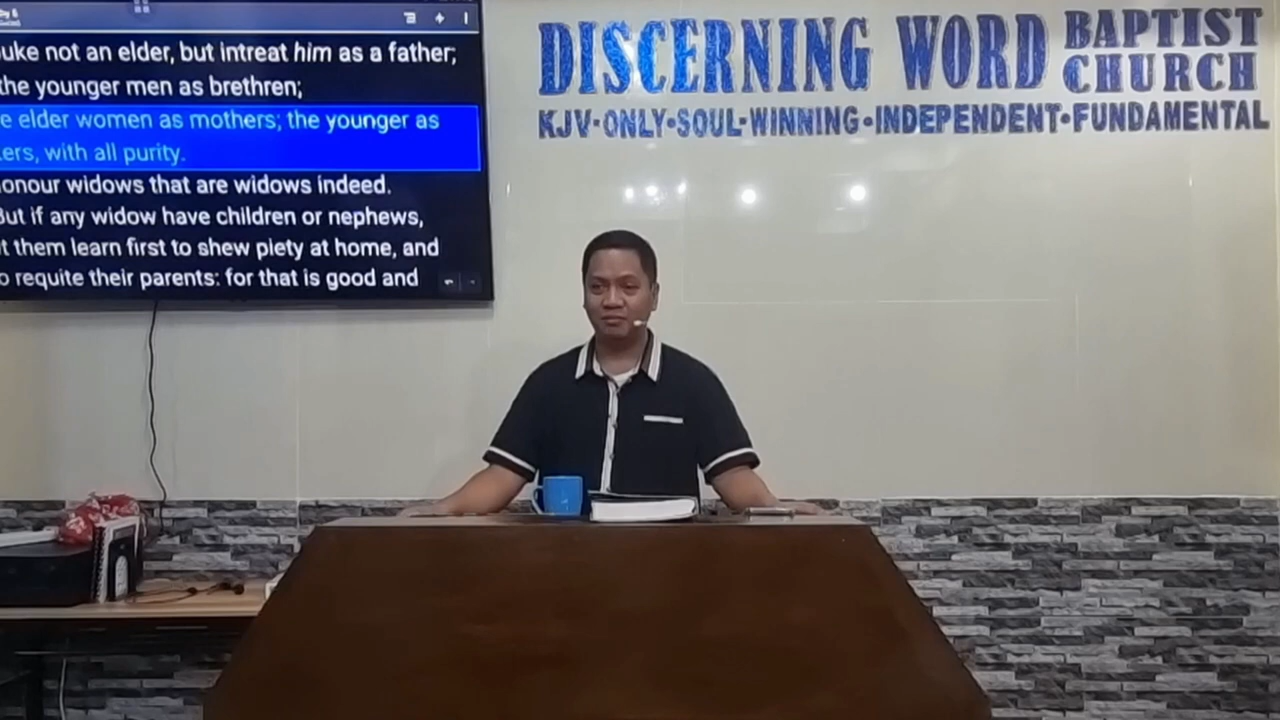 uke not an elder, but intreat him as a father;
the younger men as brethren;
e elder women as mothers; the younger as
ers, with all purity.
onour widows that are widows indeed.
But if any widow have children or nephews,
t them learn first to shew piety at home, and
o requite their parents: for that is good and
DISCERNING WORD BAPTIST CHURCH
KJV-ONLY•SOUL-WINNING•INDEPENDENT•FUNDAMENTAL